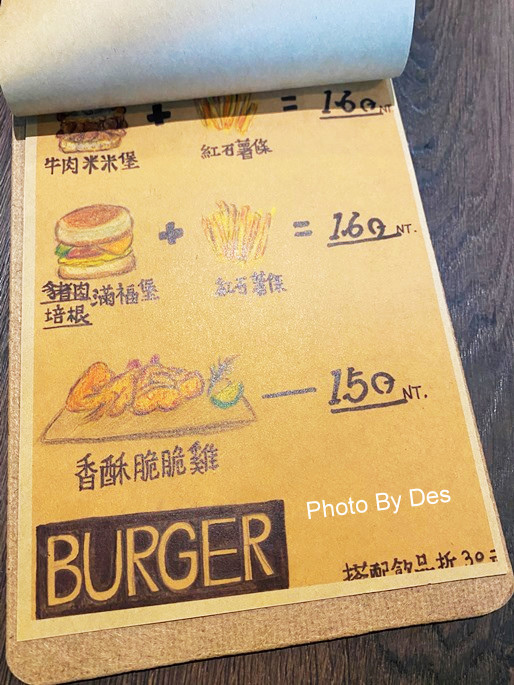 + = 160 NT
牛肉米米堡 紅石薯條
+ = 160 NT.
豬肉滿福堡 紅石薯條
培根
— 150 NT.
香酥脆脆雞
Photo By Des
BURGER
搭配飲品折30元